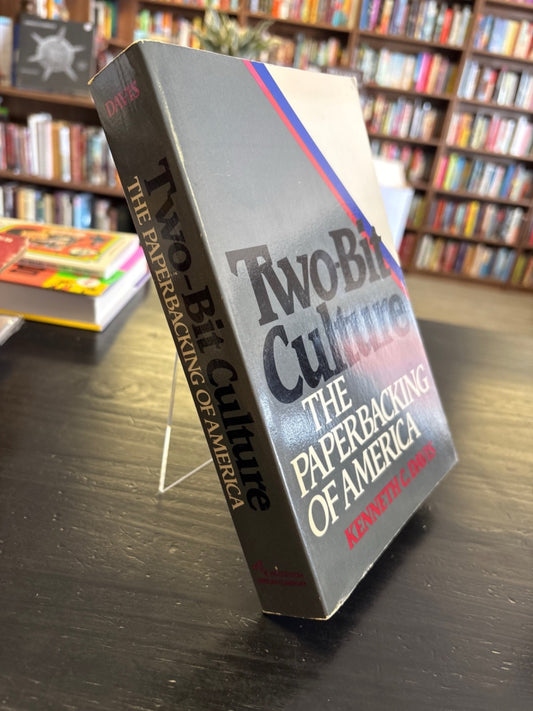 DAVIS
Two-Bit Culture
THE PAPERBACKING OF AMERICA
Two-Bit
Culture
THE
PAPERBACKING
OF AMERICA
KENNETH C. DAVIS